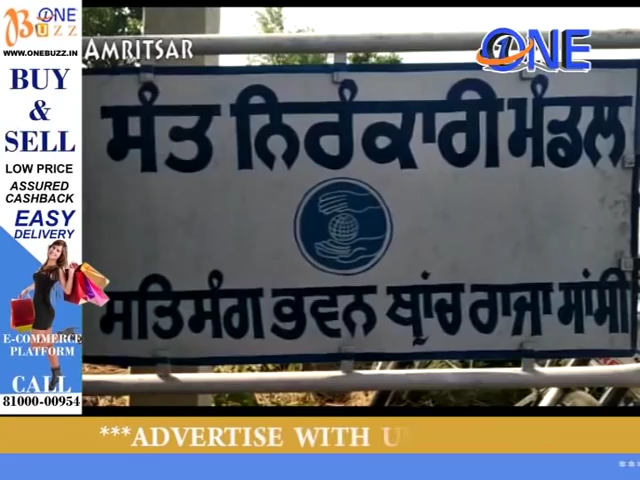 ONE
BUZZ
WWW.ONEBUZZ.IN
BUY
&
SELL
LOW PRICE
ASSURED
CASHBACK
EASY
DELIVERY
E-COMMERCE
PLATFORM
CALL
81000-00954
AMRITSAR
ONE
ਸੰਤ ਨਿਰੰਕਾਰੀ ਮੰਡਲ
ਸਤਿਸੰਗ ਭਵਨ ਬ੍ਰਾਂਚ ਰਾਜਾ ਸਾਂਸੀ
***ADVERTISE WITH U
***